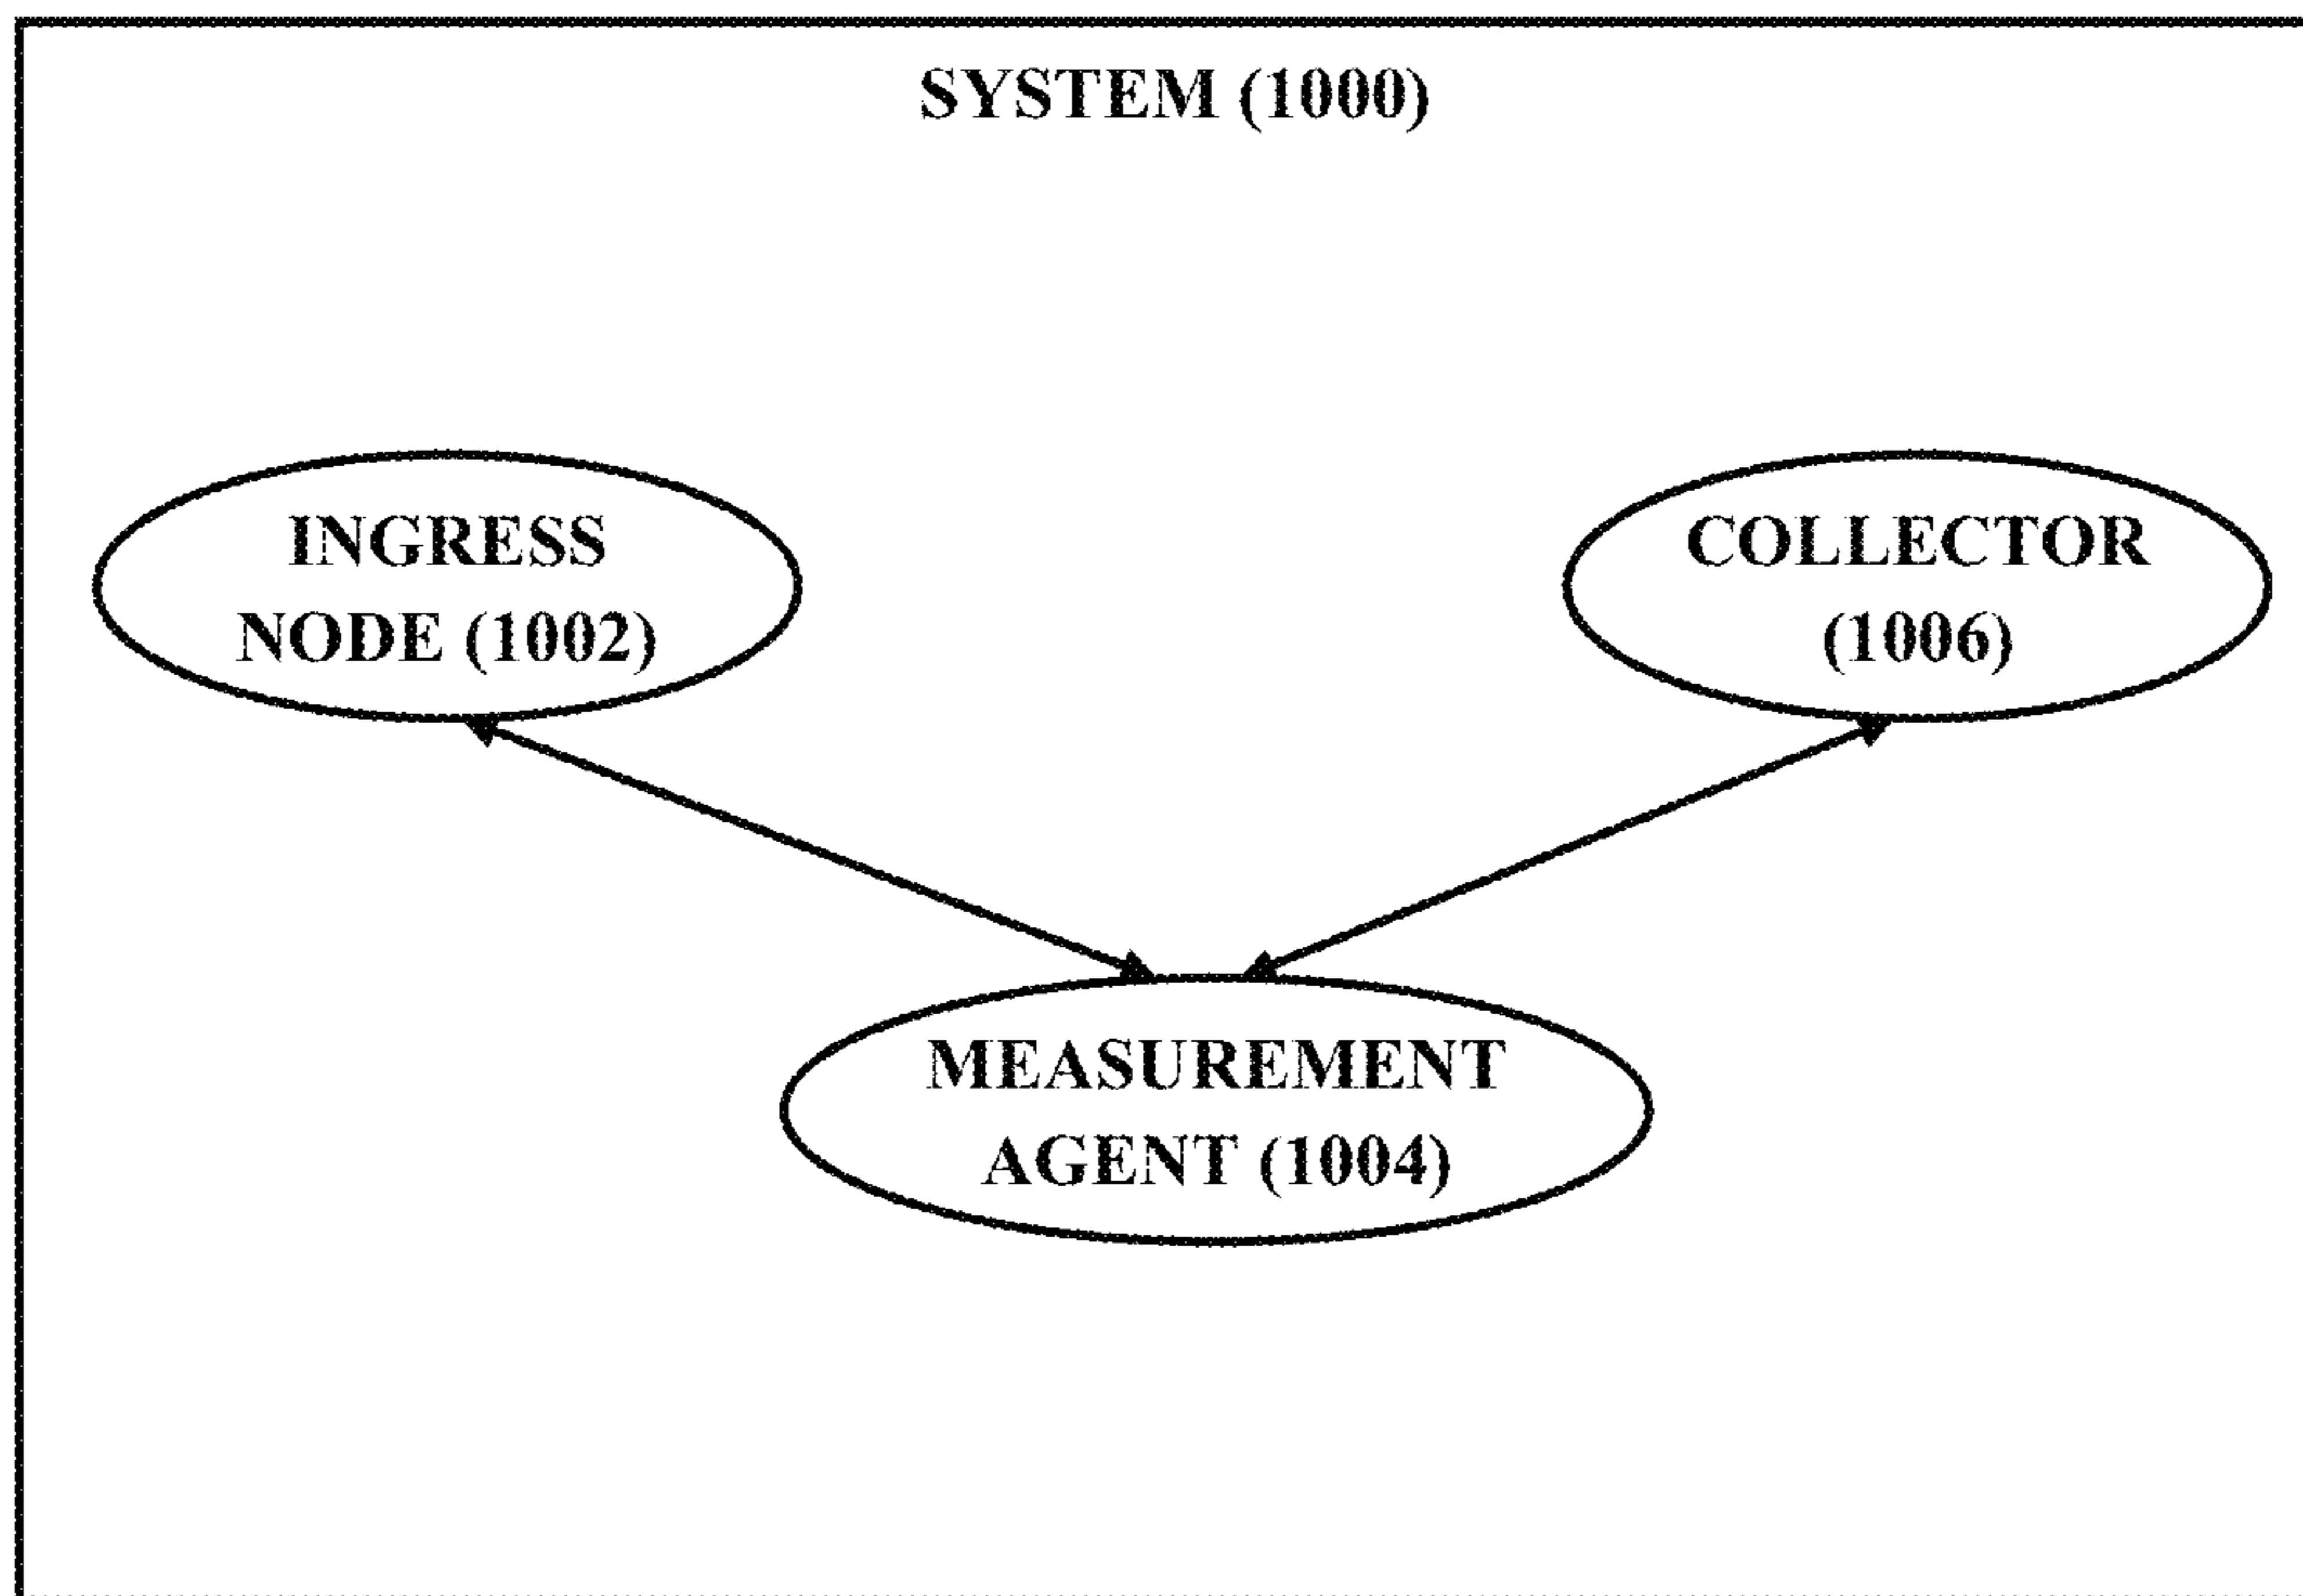 SYSTEM (1000)
INGRESS
NODE (1002)
COLLECTOR
(1006)
MEASUREMENT
AGENT (1004)